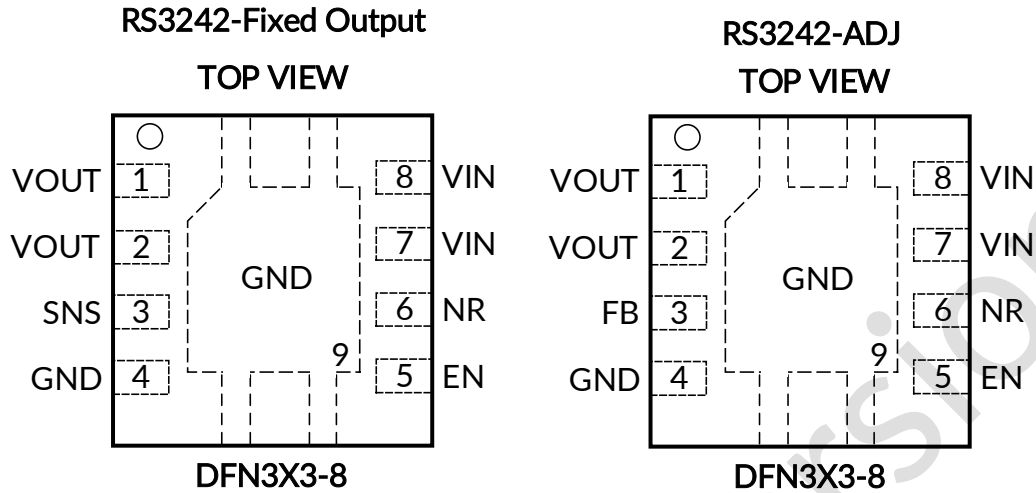 RS3242-Fixed Output
TOP VIEW
VOUT 1
VOUT 2
SNS 3
GND 4
GND
9
8 VIN
7 VIN
6 NR
5 EN
DFN3X3-8
RS3242-ADJ
TOP VIEW
VOUT 1
VOUT 2
FB 3
GND 4
GND
9
8 VIN
7 VIN
6 NR
5 EN
DFN3X3-8